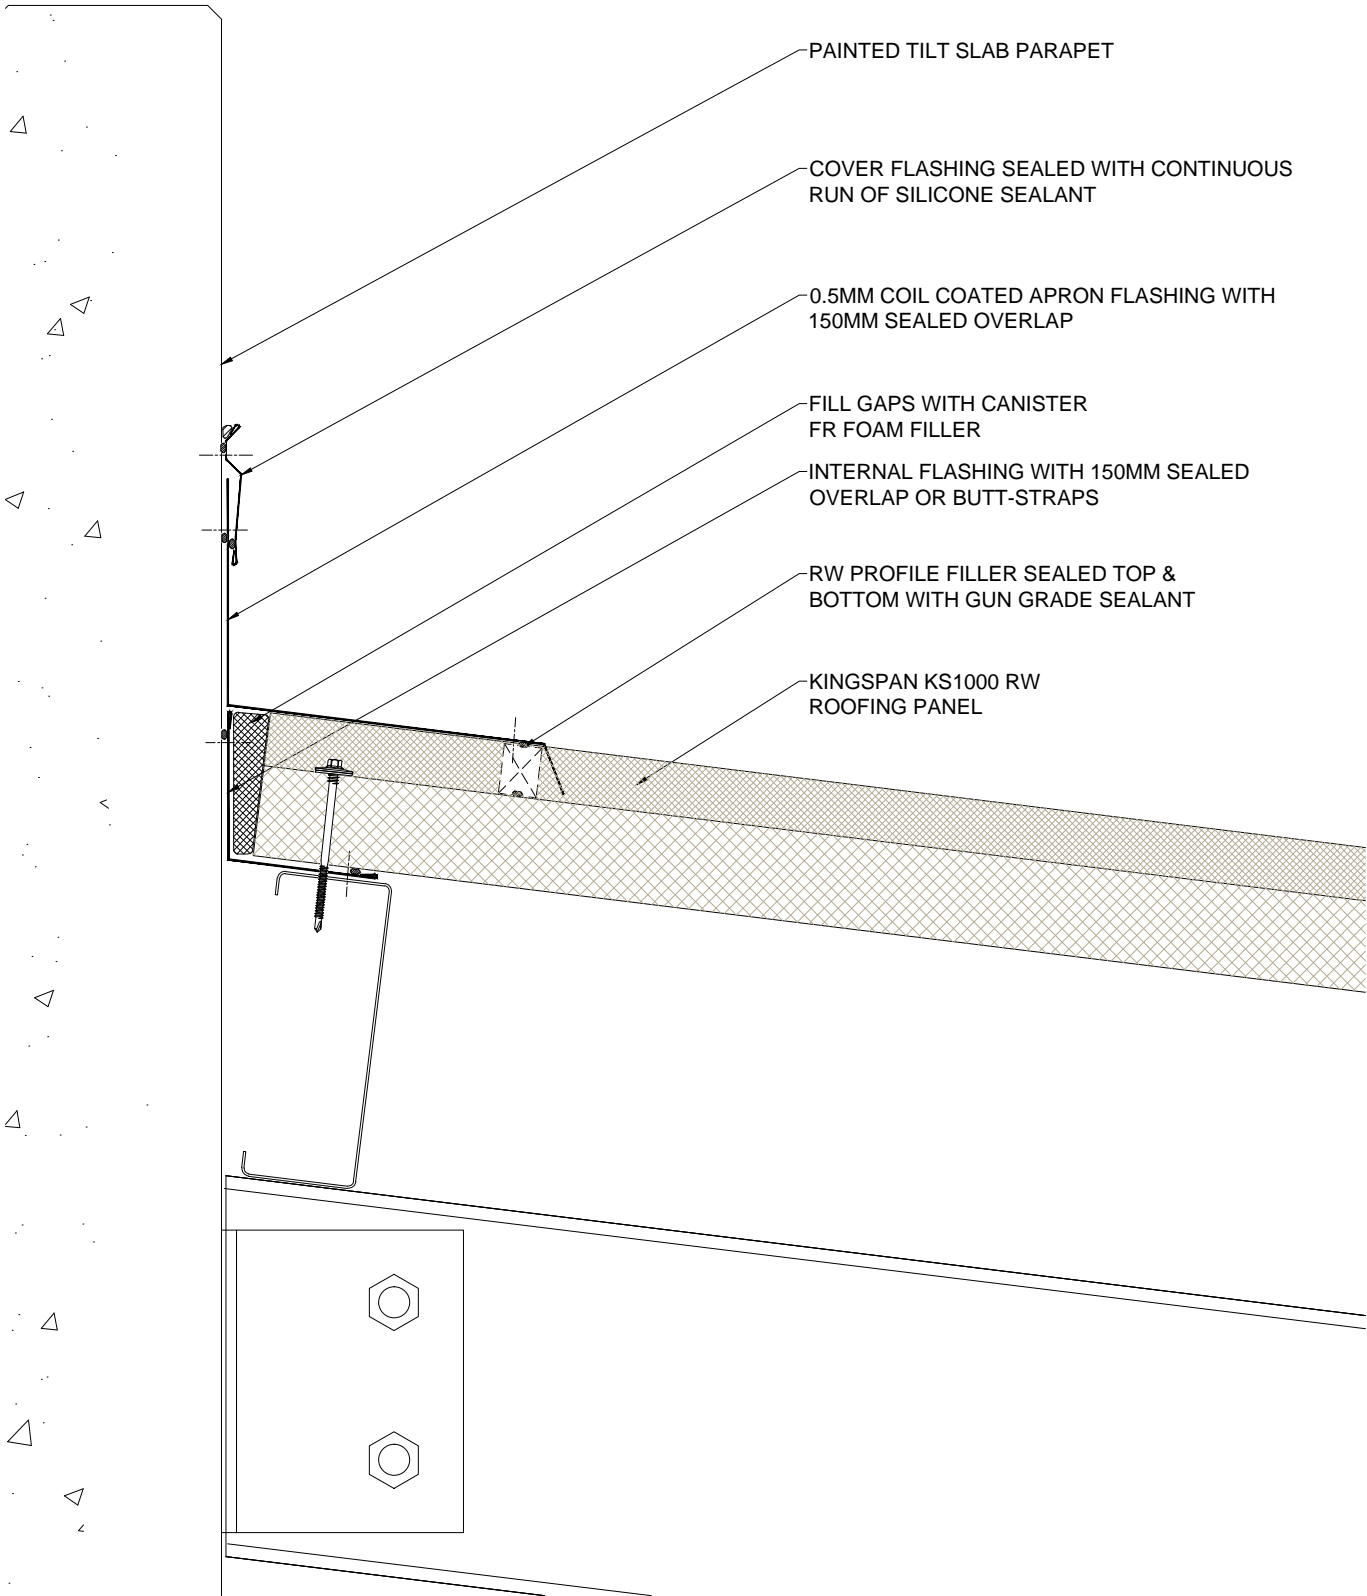 PAINTED TILT SLAB PARAPET
COVER FLASHING SEALED WITH CONTINUOUS
RUN OF SILICONE SEALANT
0.5MM COIL COATED APRON FLASHING WITH
150MM SEALED OVERLAP
FILL GAPS WITH CANISTER
FR FOAM FILLER
INTERNAL FLASHING WITH 150MM SEALED
OVERLAP OR BUTT-STRAPS
RW PROFILE FILLER SEALED TOP &
BOTTOM WITH GUN GRADE SEALANT
KINGSPAN KS1000 RW
ROOFING PANEL